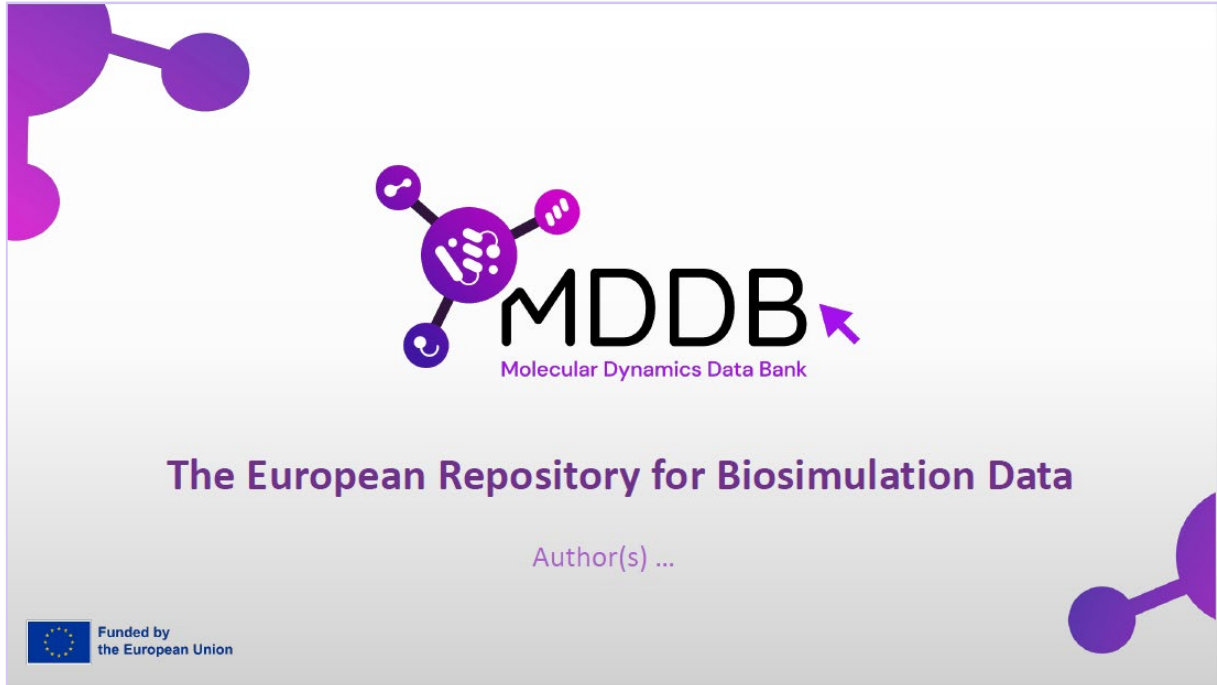 MDDB
Molecular Dynamics Data Bank
The European Repository for Biosimulation Data
Author(s) ...
Funded by
the European Union